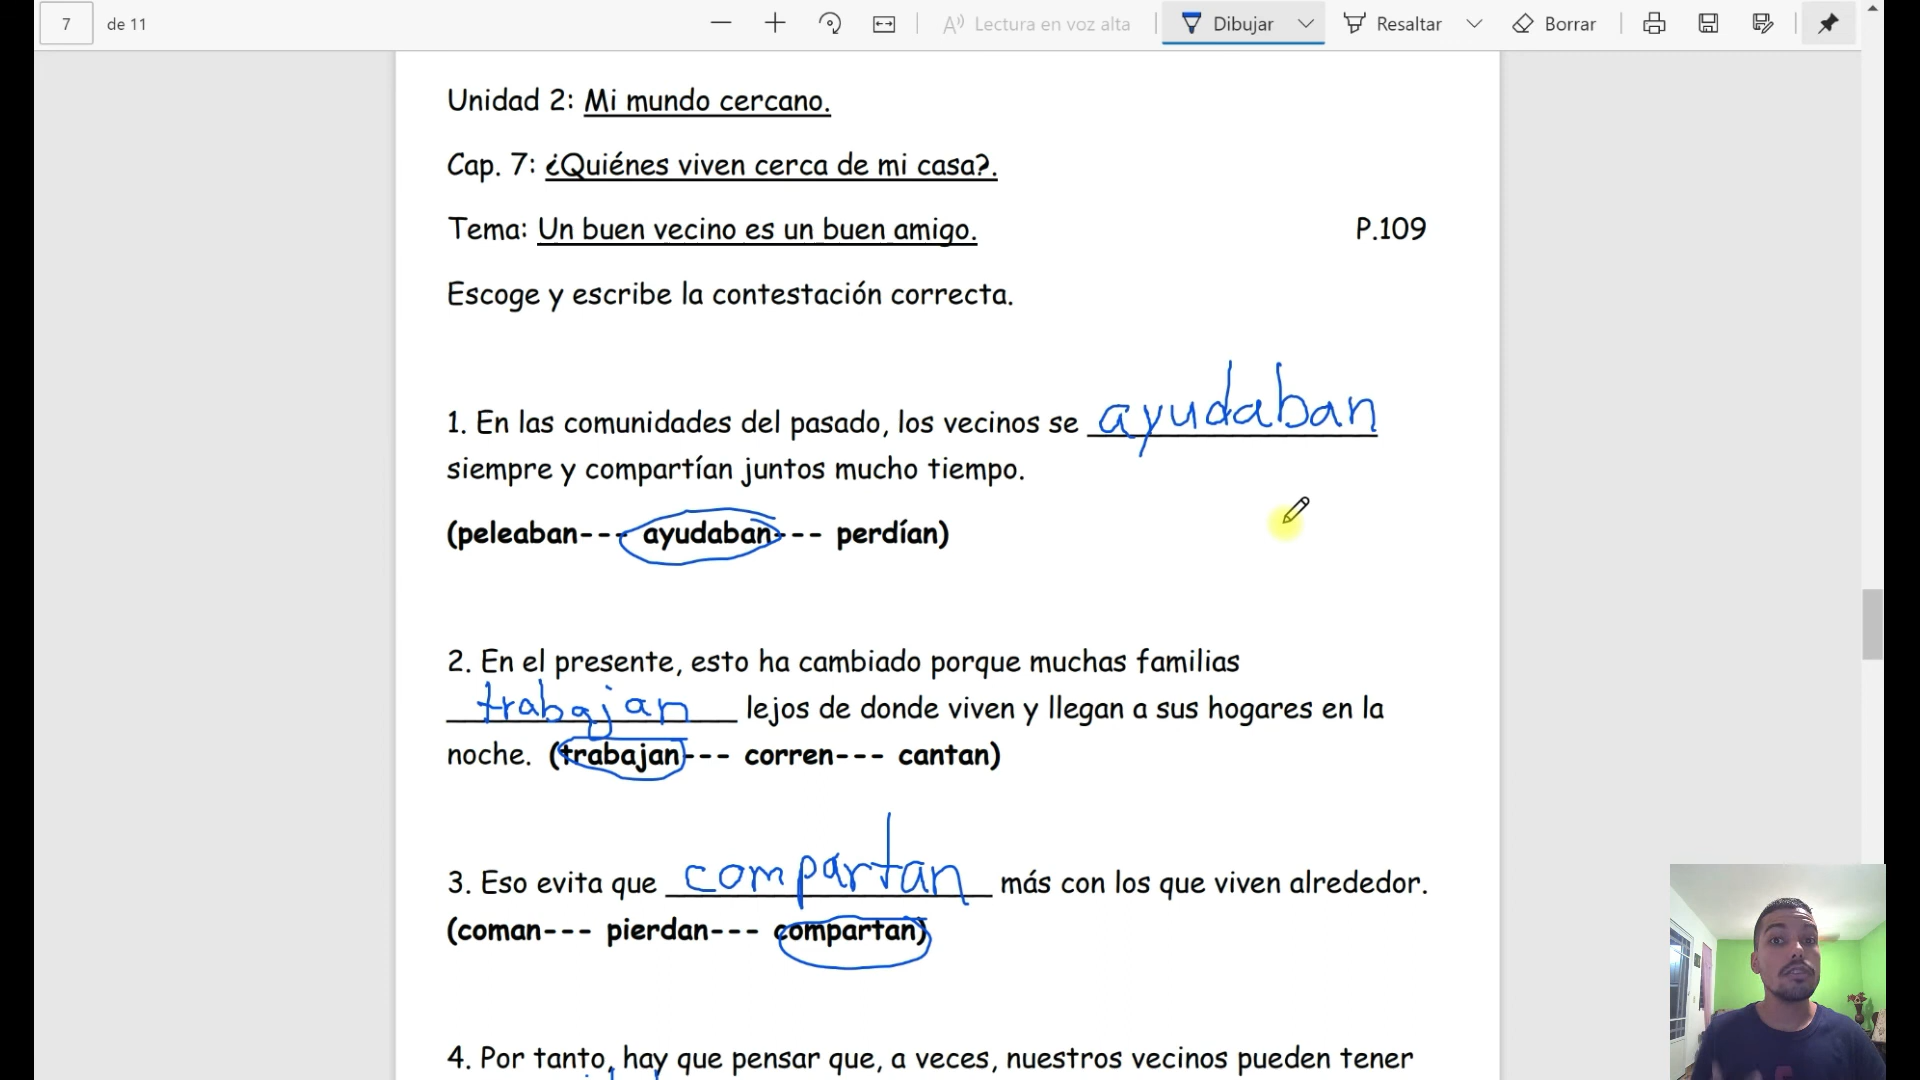 7 de 11 Lectura en voz alta Dibujar Resaltar Borrar
Unidad 2: Mi mundo cercano.
Cap. 7: ¿Quiénes viven cerca de mi casa?.
Tema: Un buen vecino es un buen amigo. P.109
Escoge y escribe la contestación correcta.
1. En las comunidades del pasado, los vecinos se ayudaban
siempre y compartían juntos mucho tiempo.
(peleaban--- ayudaban--- perdían)
2. En el presente, esto ha cambiado porque muchas familias
trabajan lejos de donde viven y llegan a sus hogares en la
noche. (trabajan--- corren--- cantan)
3. Eso evita que compartan más con los que viven alrededor.
(coman--- pierdan--- compartan)
4. Por tanto, hay que pensar que, a veces, nuestros vecinos pueden tener